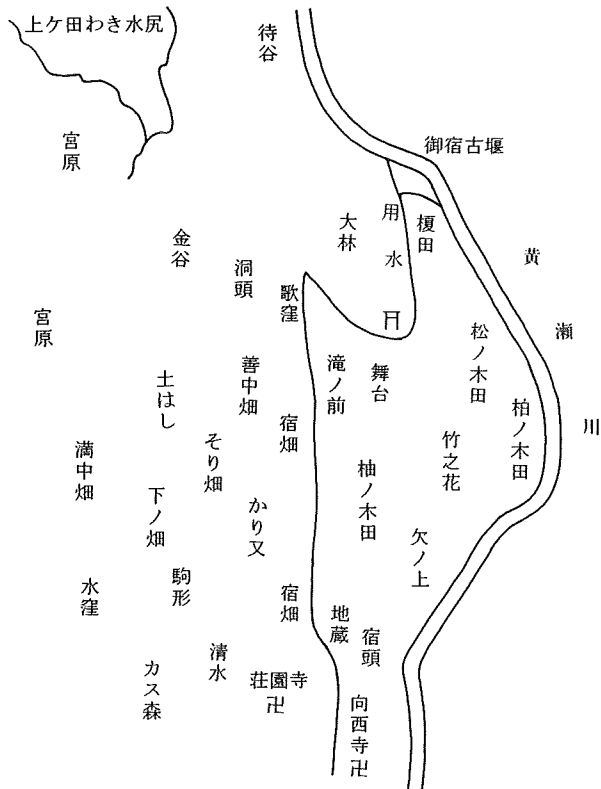 上ケ田わき水尻
待谷
宮原
御宿古堰
用水
榎田
大林
黄瀬川
金谷
洞頭
歌窪
宮原
松ノ木田
滝ノ前
舞台
善中畑
土はし
柏ノ木田
宿畑
竹之花
そり畑
満中畑
柚ノ木田
下ノ畑
かり又
欠ノ上
駒形
水窪
宿畑
地蔵
宿頭
清水
カス森
荘園寺
卍
向西寺卍